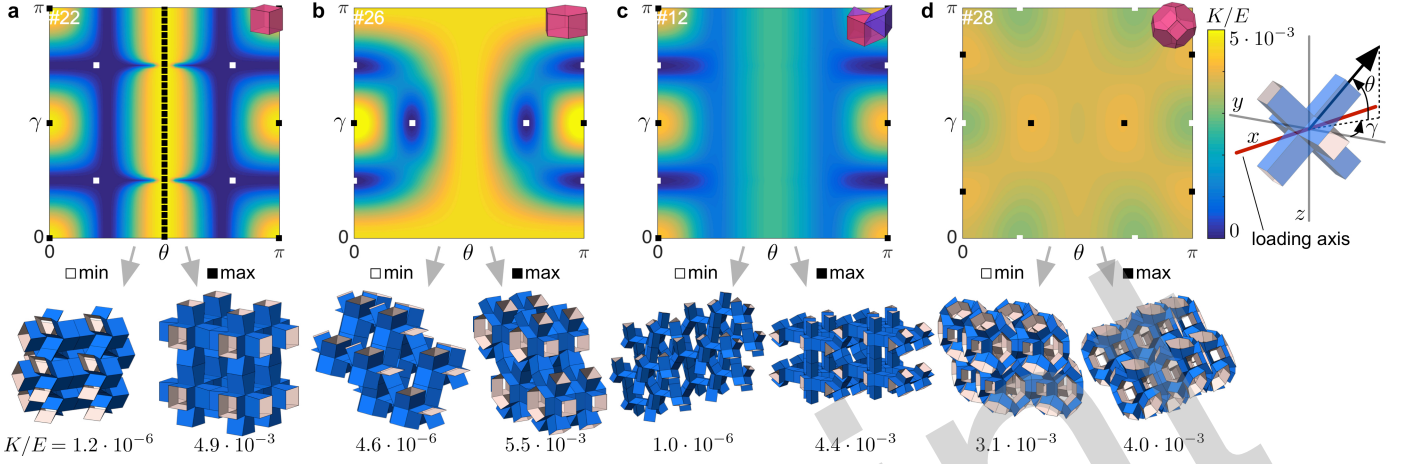 a #22 π γ 0 0 θ π
min max
K/E = 1.2 · 10⁻⁶ 4.9 · 10⁻³
b #26 π γ 0 0 θ π
min max
4.6 · 10⁻⁶ 5.5 · 10⁻³
c #12 π γ 0 0 θ π
min max
1.0 · 10⁻⁶ 4.4 · 10⁻³
d #28 π γ 0 0 θ π
min max
3.1 · 10⁻³ 4.0 · 10⁻³
K/E
5 · 10⁻³
0
θ
y
γ
x
z
loading axis